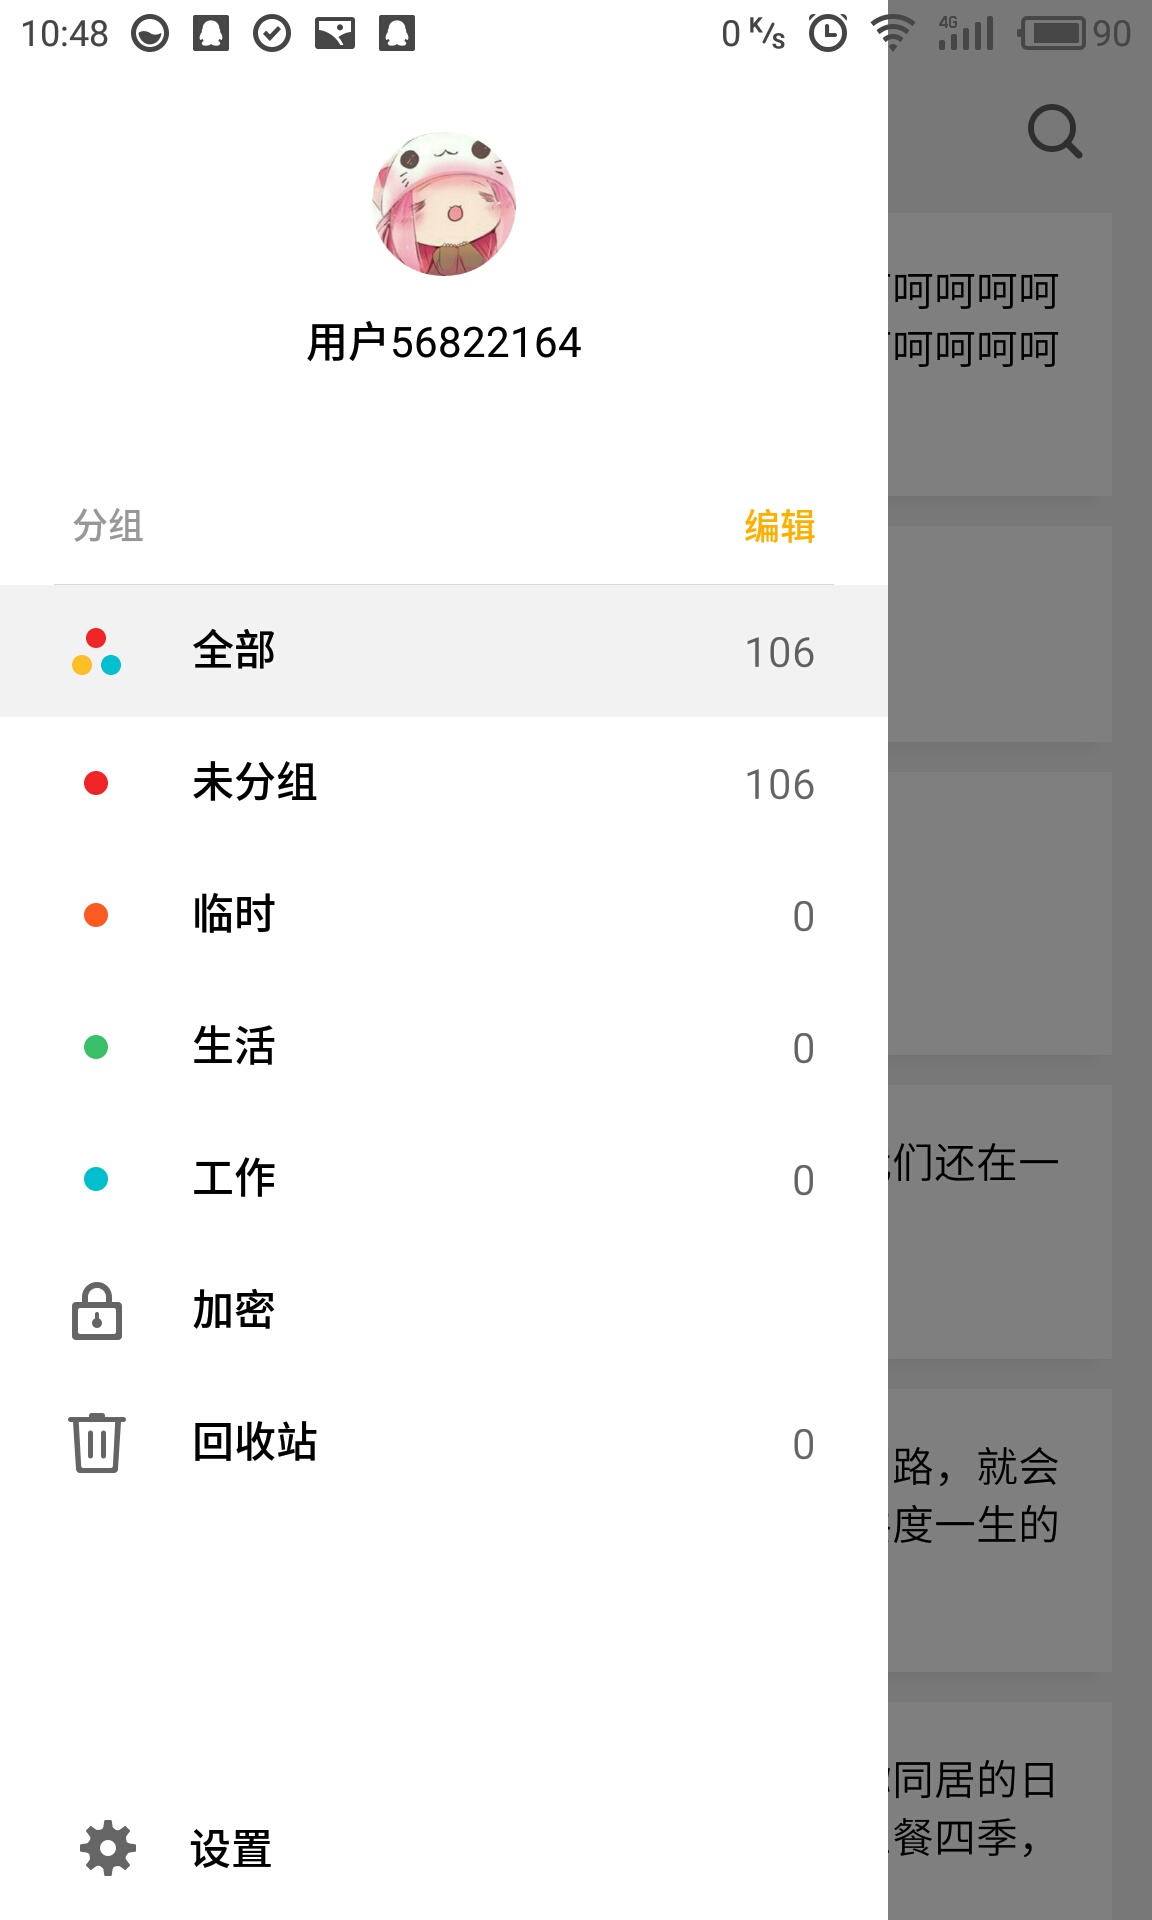 10:48
0 K/s
4G
90
用户56822164
分组
编辑
全部
106
未分组
106
临时
0
生活
0
工作
0
加密
回收站
0
设置
呵呵呵呵
呵呵呵呵
们还在一
路，就会
度一生的
同居的日
餐四季，